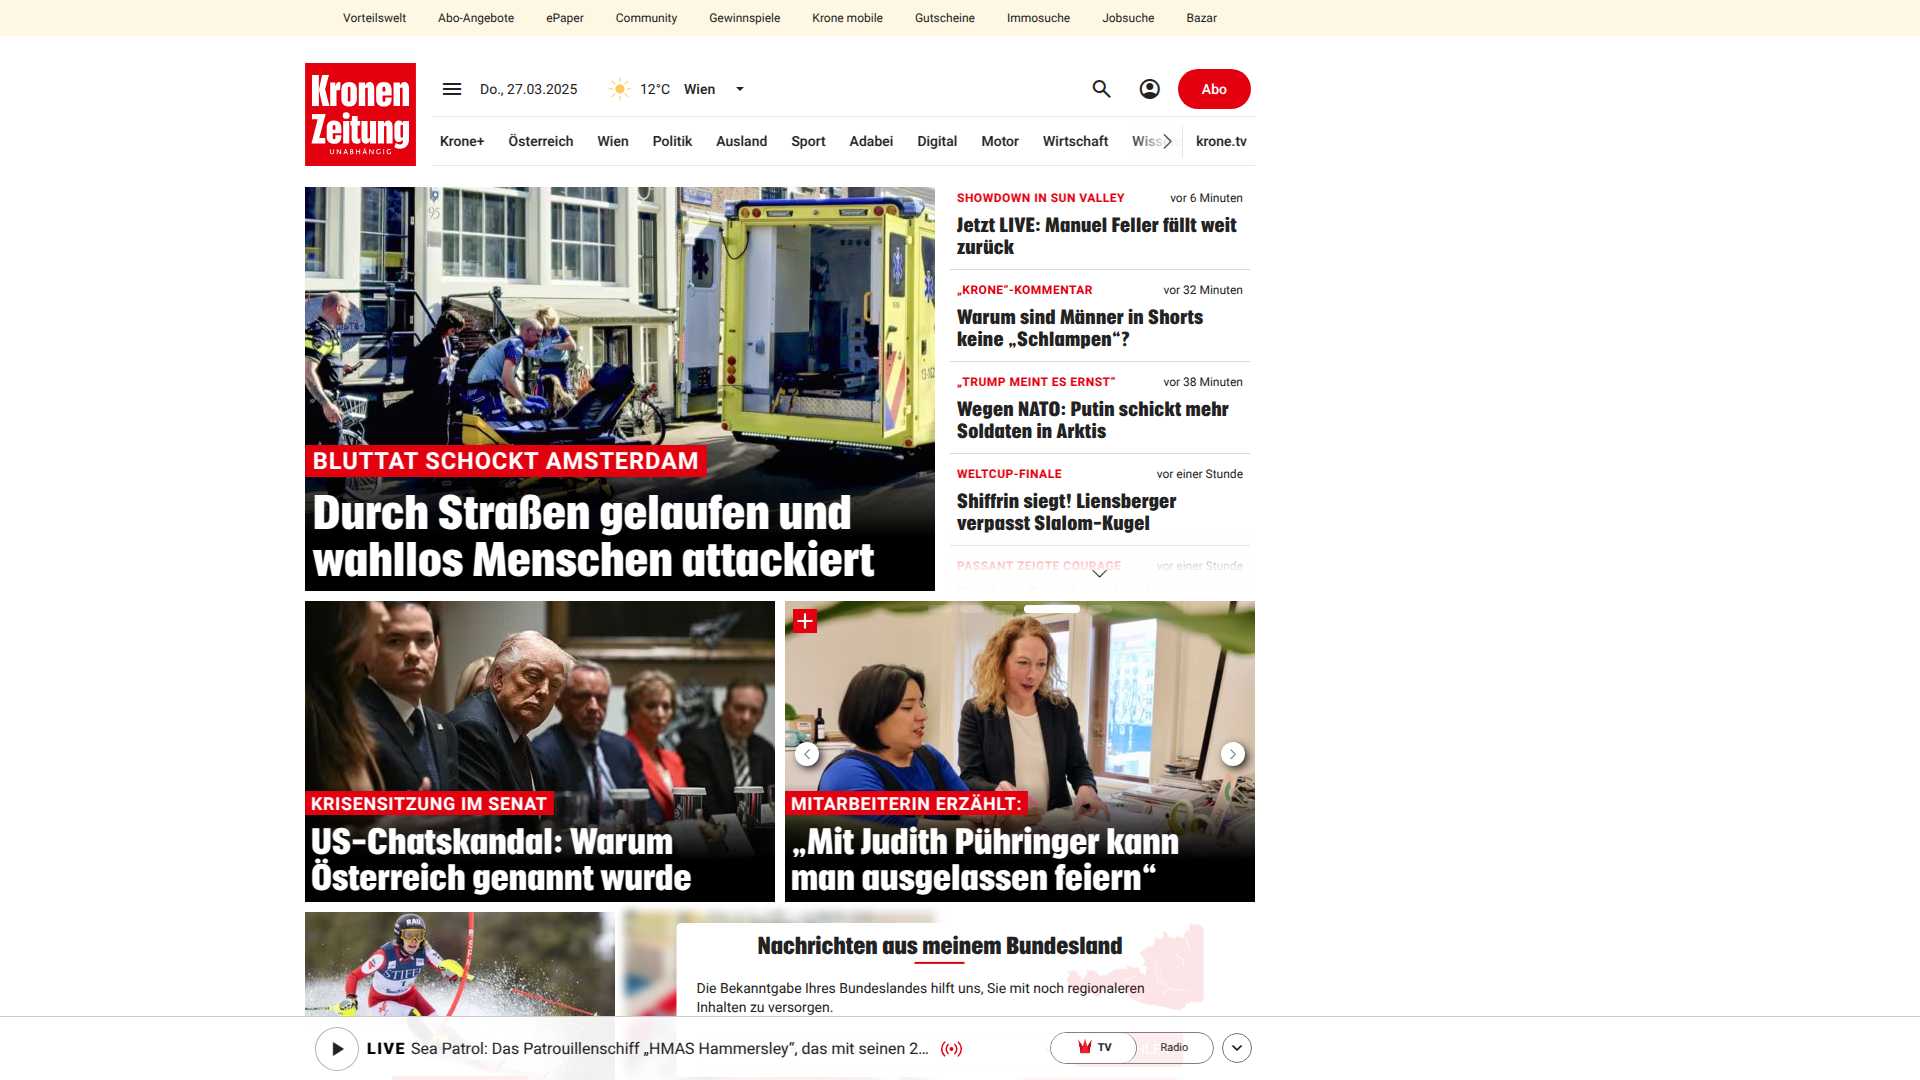 Vorteilswelt Abo-Angebote ePaper Community Gewinnspiele Krone mobile Gutscheine Immosuche Jobsuche Bazar
Kronen
Zeitung
UNABHÄNGIG
Do., 27.03.2025 12°C Wien
Abo
Krone+ Österreich Wien Politik Ausland Sport Adabei Digital Motor Wirtschaft Wiss krone.tv
95
BLUTTAT SCHOCKT AMSTERDAM
Durch Straßen gelaufen und
wahllos Menschen attackiert
SHOWDOWN IN SUN VALLEY vor 6 Minuten
Jetzt LIVE: Manuel Feller fällt weit
zurück
„KRONE“-KOMMENTAR vor 32 Minuten
Warum sind Männer in Shorts
keine „Schlampen“?
„TRUMP MEINT ES ERNST“ vor 38 Minuten
Wegen NATO: Putin schickt mehr
Soldaten in Arktis
WELTCUP-FINALE vor einer Stunde
Shiffrin siegt! Liensberger
verpasst Slalom-Kugel
PASSANT ZEIGTE COURAGE vor einer Stunde
KRISENSITZUNG IM SENAT
US-Chatskandal: Warum
Österreich genannt wurde
MITARBEITERIN ERZÄHLT:
„Mit Judith Pühringer kann
man ausgelassen feiern“
STIFEL
Nachrichten aus meinem Bundesland
Die Bekanntgabe Ihres Bundeslandes hilft uns, Sie mit noch regionaleren
Inhalten zu versorgen.
LIVE Sea Patrol: Das Patrouillenschiff „HMAS Hammersley“, das mit seinen 2...
TV Radio